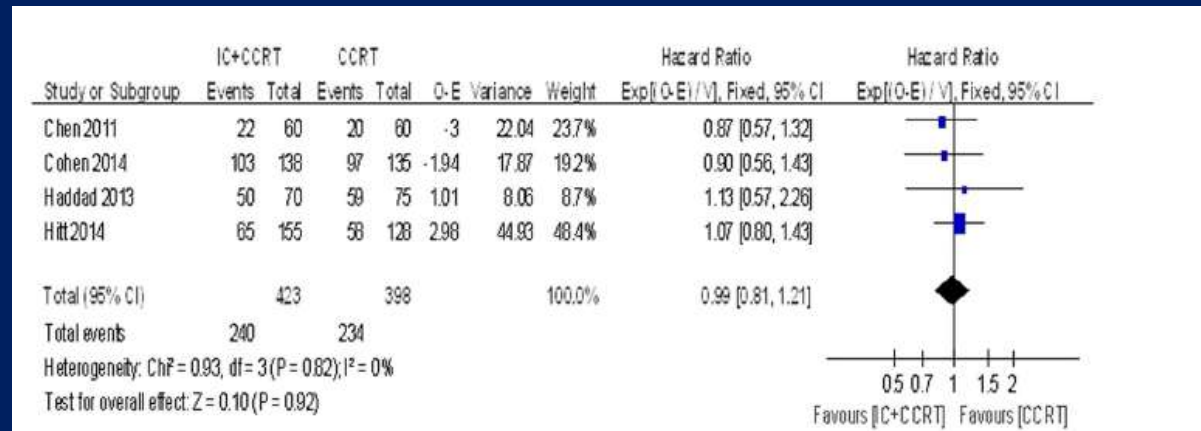 IC+CCRT CCRT Hazard Ratio Hazard Ratio
Study or Subgroup Events Total Events Total O-E Variance Weight Exp[(O-E)/V], Fixed, 95% CI Exp[(O-E)/V], Fixed, 95% CI
Chen 2011 22 60 20 60 -3 22.04 23.7% 0.87 [0.57, 1.32]
Cohen 2014 103 138 97 135 -1.94 17.87 19.2% 0.90 [0.56, 1.43]
Haddad 2013 50 70 59 75 1.01 8.06 8.7% 1.13 [0.57, 2.26]
Hitt2014 65 155 58 128 2.98 44.93 48.4% 1.07 [0.80, 1.43]
Total (95% CI) 423 398 100.0% 0.99 [0.81, 1.21]
Total events 240 234
Heterogeneity: Chi² = 0.93, df = 3 (P = 0.82); I² = 0%
Test for overall effect: Z = 0.10 (P = 0.92)
0.5 0.7 1 1.5 2
Favours [IC+CCRT] Favours [CCRT]